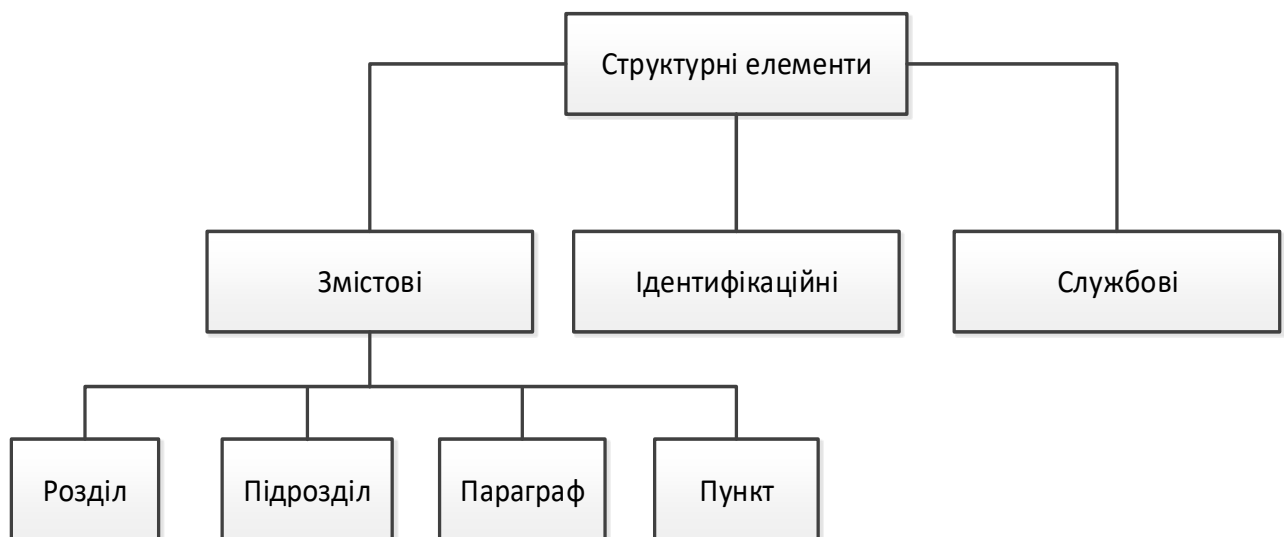 Структурні елементи
Змістові
Ідентифікаційні
Службові
Розділ
Підрозділ
Параграф
Пункт